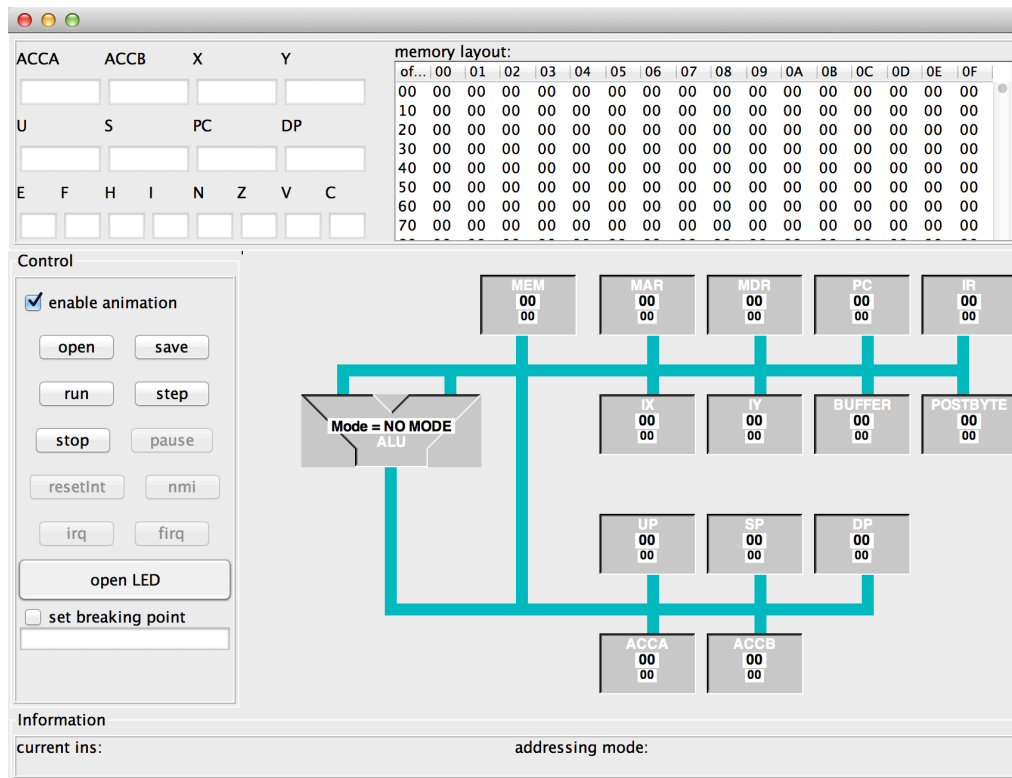 ACCA ACCB X Y
memory layout:
of... 00 01 02 03 04 05 06 07 08 09 0A 0B 0C 0D 0E 0F
00 00 00 00 00 00 00 00 00 00 00 00 00 00 00 00 00
10 00 00 00 00 00 00 00 00 00 00 00 00 00 00 00 00
U S PC DP
20 00 00 00 00 00 00 00 00 00 00 00 00 00 00 00 00
30 00 00 00 00 00 00 00 00 00 00 00 00 00 00 00 00
40 00 00 00 00 00 00 00 00 00 00 00 00 00 00 00 00
E F H I N Z V C
50 00 00 00 00 00 00 00 00 00 00 00 00 00 00 00 00
60 00 00 00 00 00 00 00 00 00 00 00 00 00 00 00 00
70 00 00 00 00 00 00 00 00 00 00 00 00 00 00 00 00
Control
enable animation
open save
run step
stop pause
resetInt nmi
irq firq
open LED
set breaking point
MEM MAR MDR PC IR
00 00 00 00 00
00 00 00 00 00
Mode = NO MODE
ALU
IX IY BUFFER POSTBYTE
00 00 00 00
00 00 00 00
UP SP DP
00 00 00
00 00 00
ACCA ACCB
00 00
00 00
Information
current ins: addressing mode: